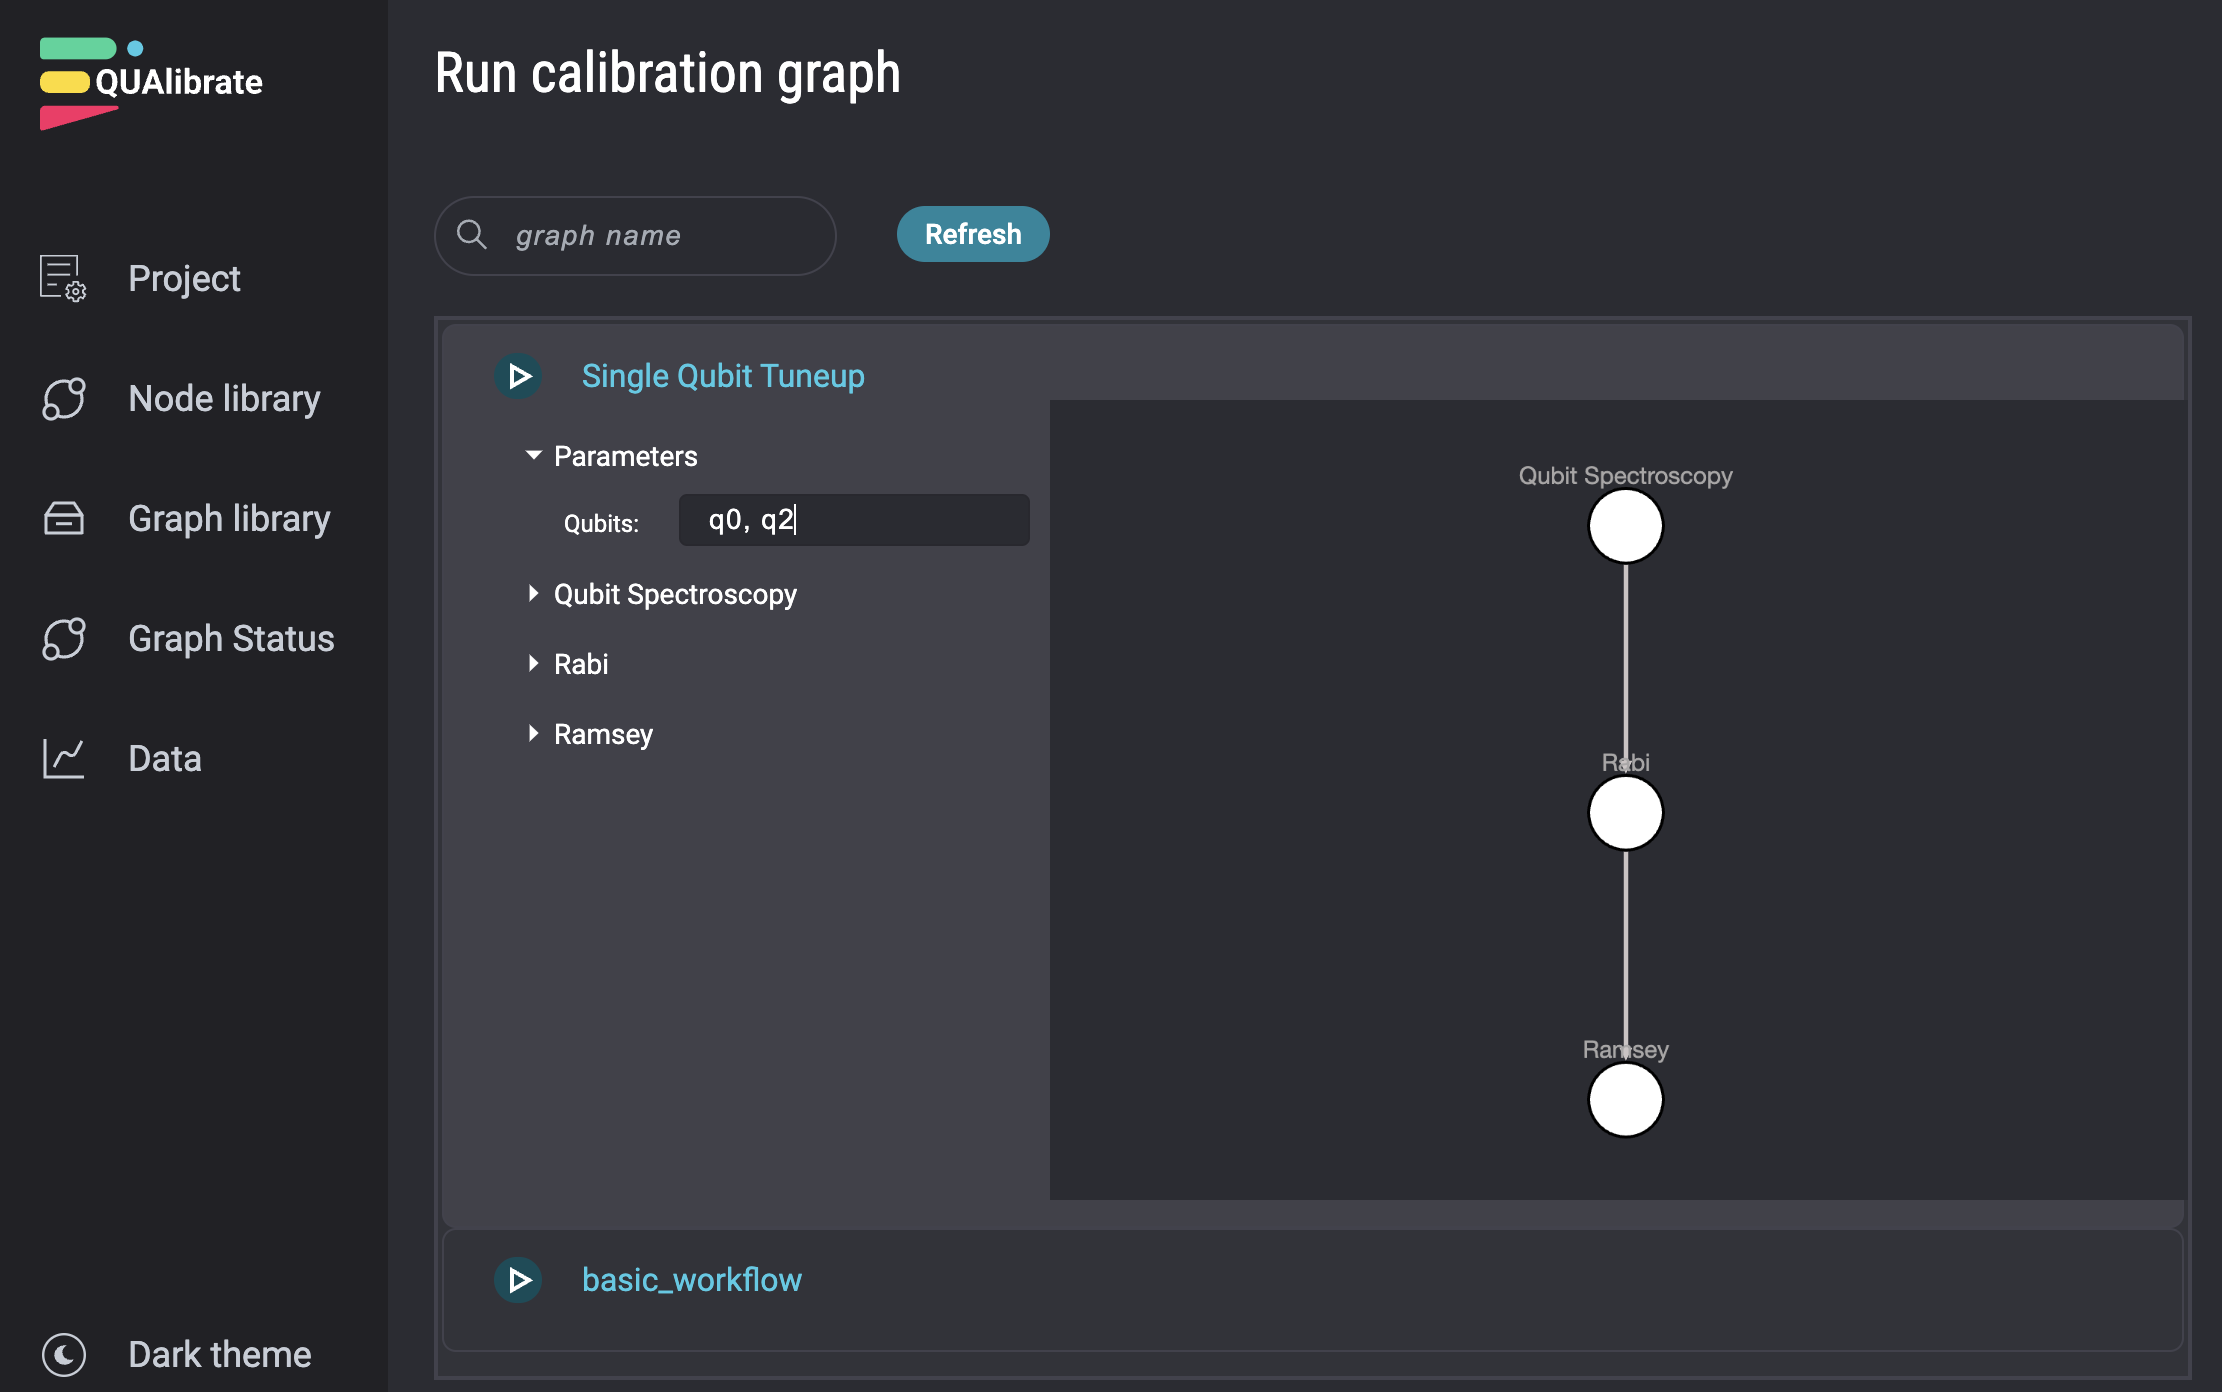 QUAlibrate
Project
Node library
Graph library
Graph Status
Data
Dark theme
Run calibration graph
graph name
Refresh
Single Qubit Tuneup
Parameters
Qubits: q0, q2
Qubit Spectroscopy
Rabi
Ramsey
Qubit Spectroscopy
Rabi
Ramsey
basic_workflow